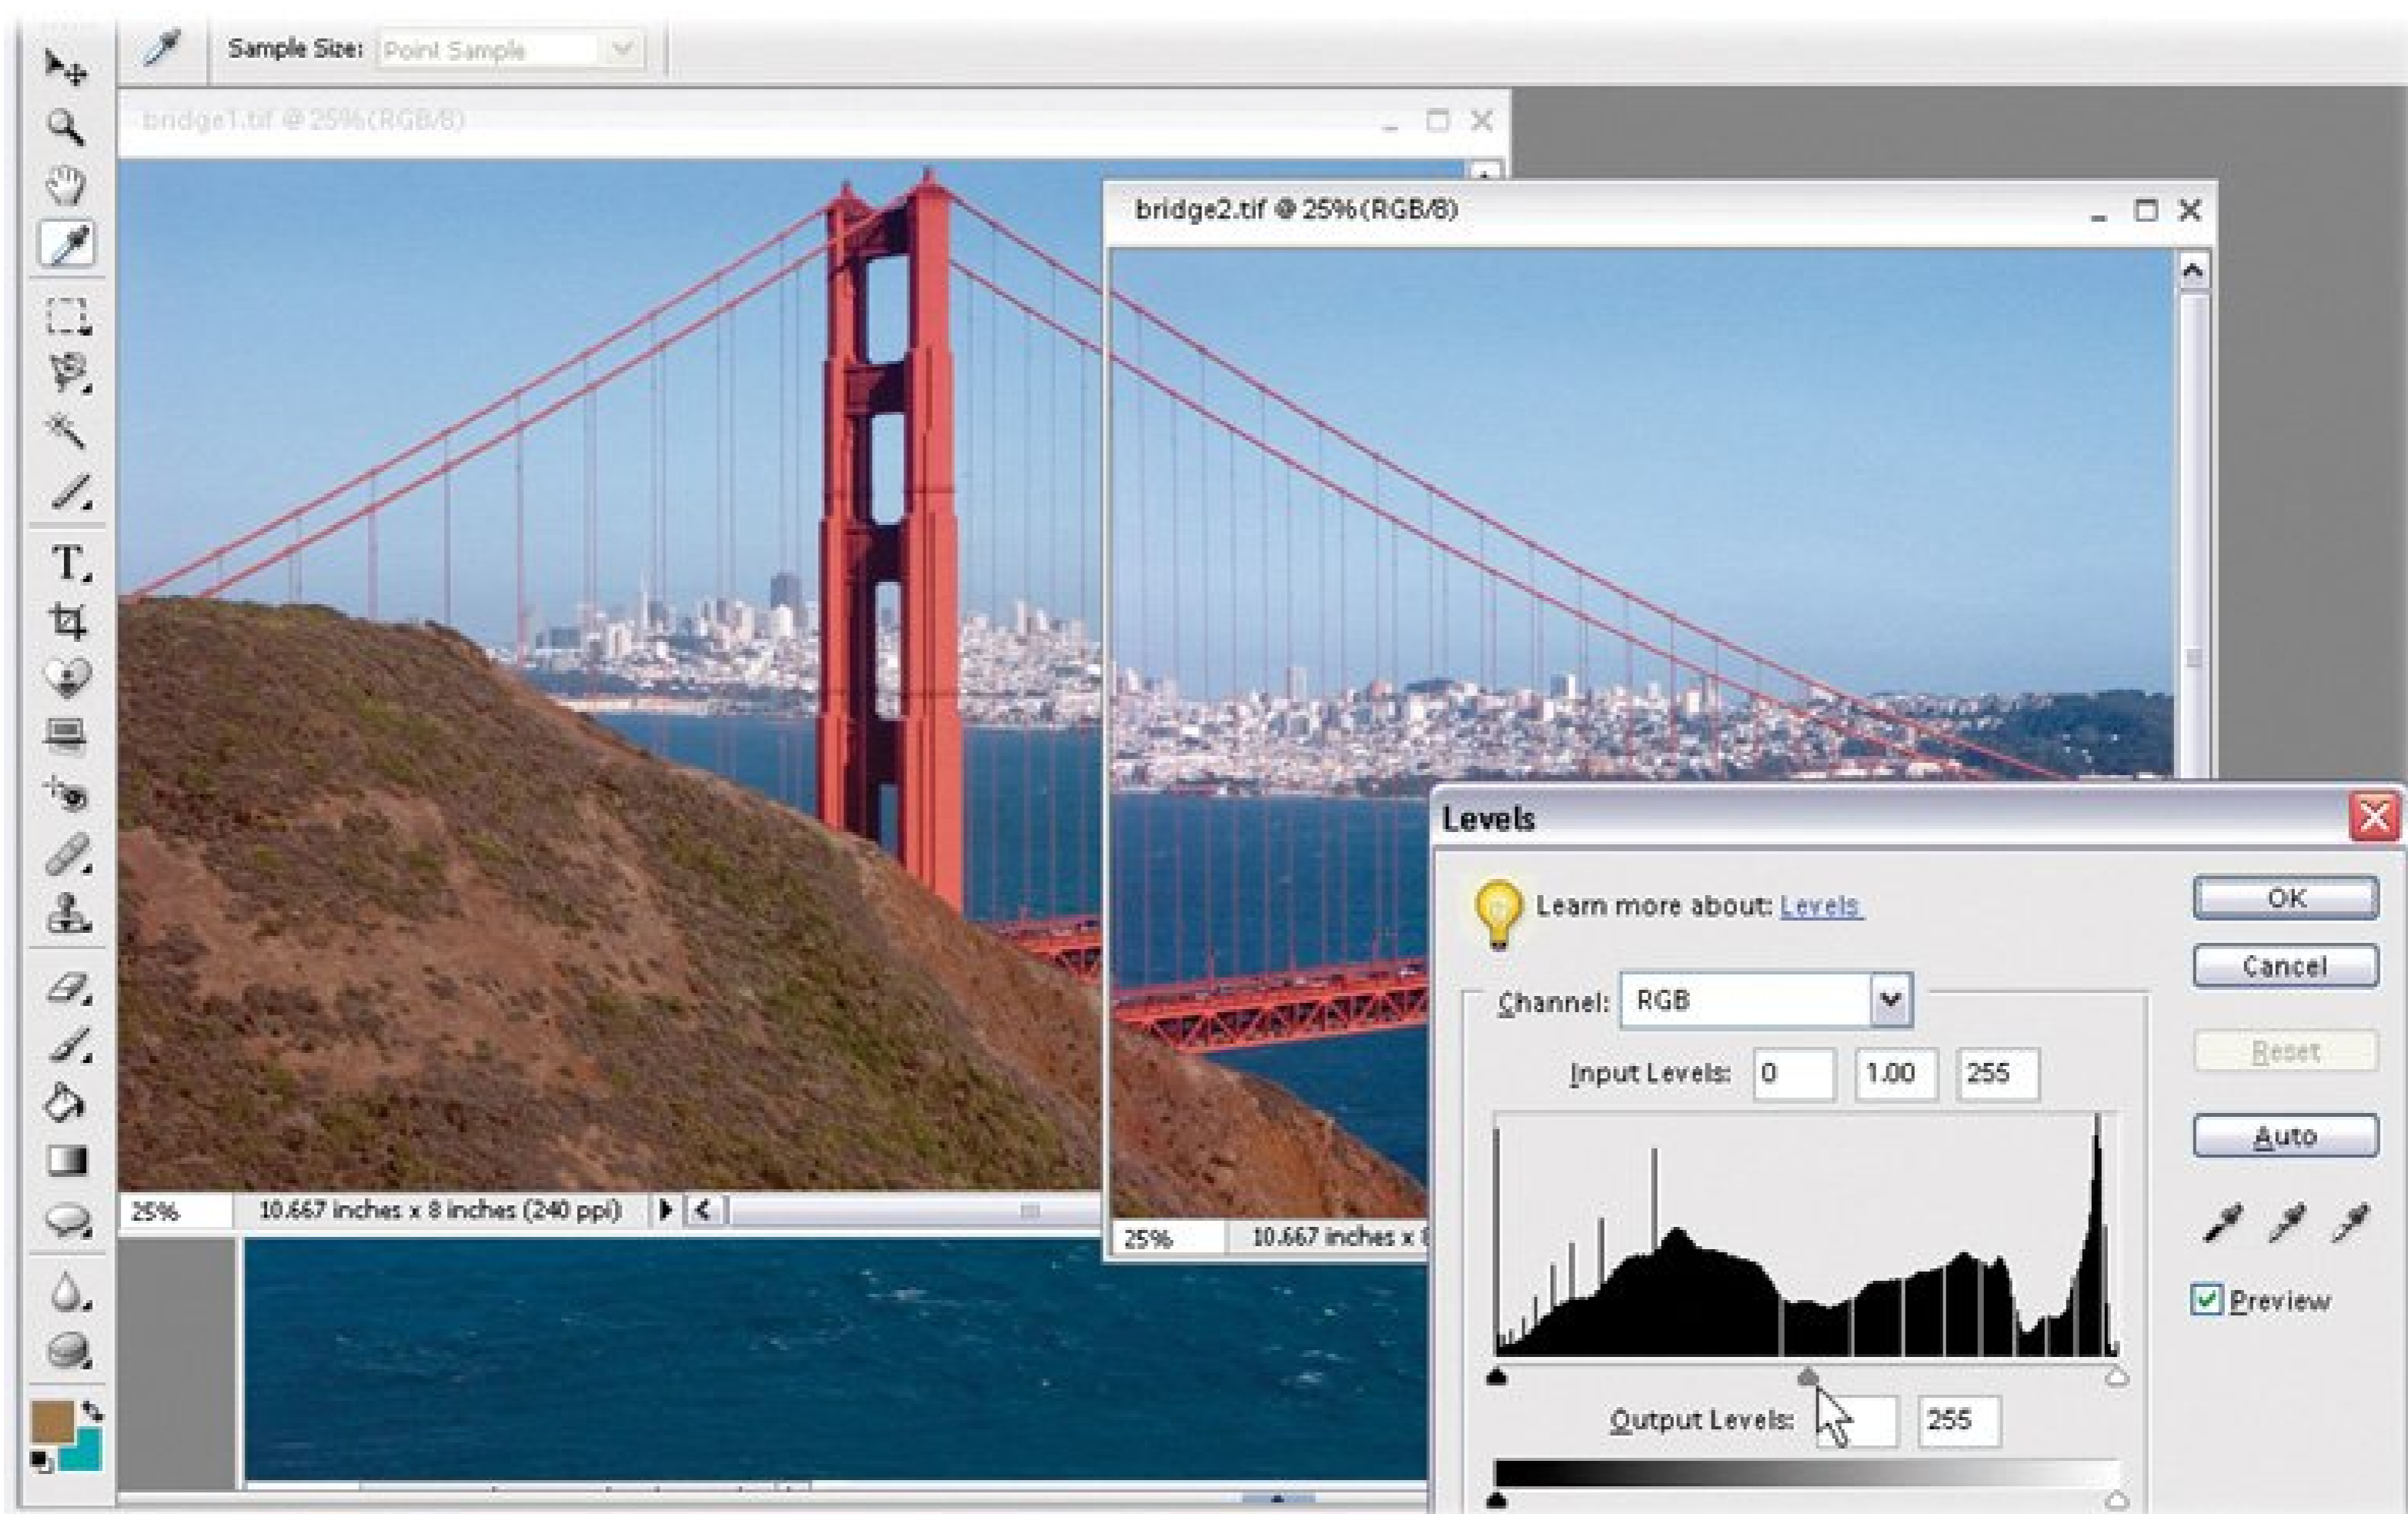 Sample Size: Point Sample
bridge1.tif @ 25%(RGB/8)
bridge2.tif @ 25%(RGB/8)
Levels
Learn more about: Levels
OK
Cancel
Channel: RGB
Reset
Input Levels: 0 1.00 255
Auto
Preview
25% 10.667 inches x 8 inches (240 ppi)
25% 10.667 inches x
Output Levels: 255
T